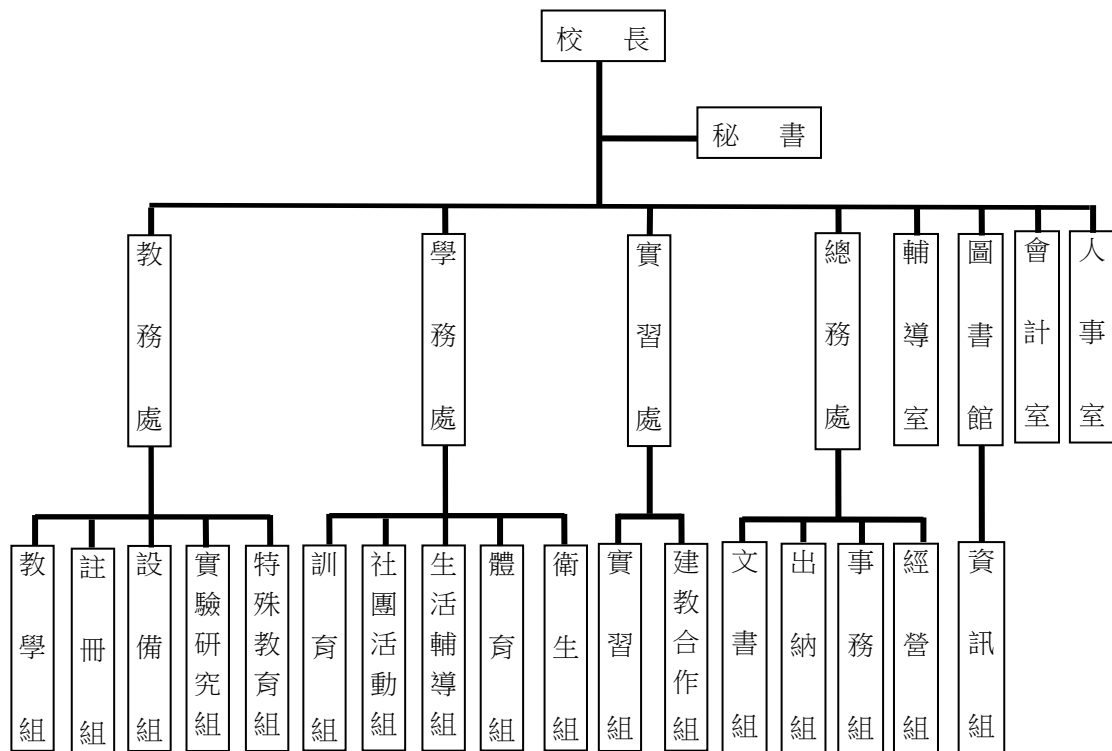 校長
秘書
教務處
學務處
實習處
總務處
輔導室
圖書館
會計室
人事室
教學組
註冊組
設備組
實驗研究組
特殊教育組
訓育組
社團活動組
生活輔導組
體育組
衛生組
實習組
建教合作組
文書組
出納組
事務組
經營組
資訊組